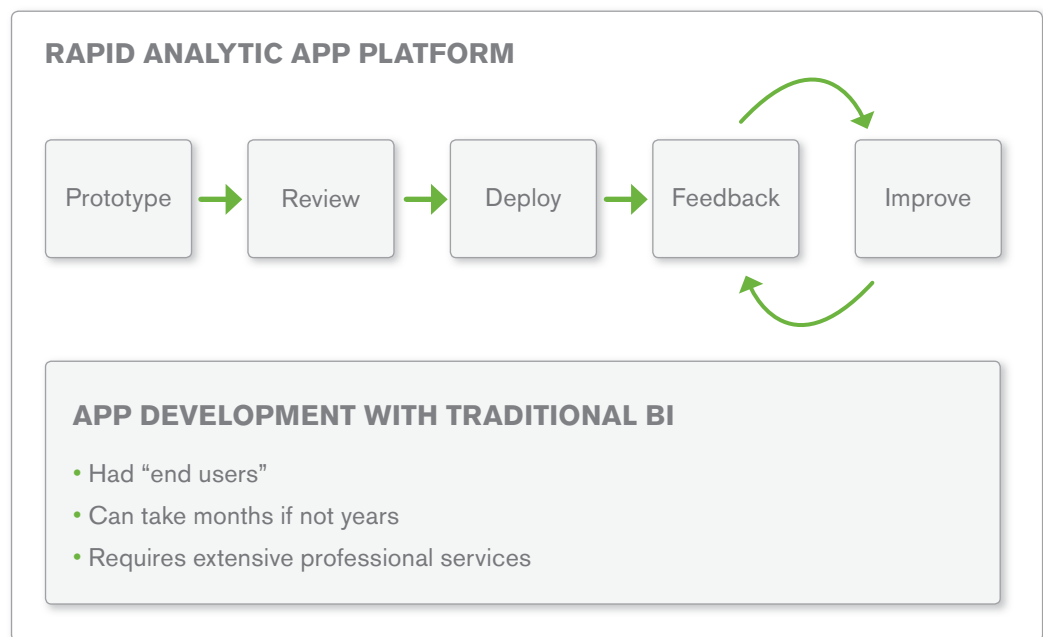 RAPID ANALYTIC APP PLATFORM
Prototype
Review
Deploy
Feedback
Improve
APP DEVELOPMENT WITH TRADITIONAL BI
• Had “end users”
• Can take months if not years
• Requires extensive professional services